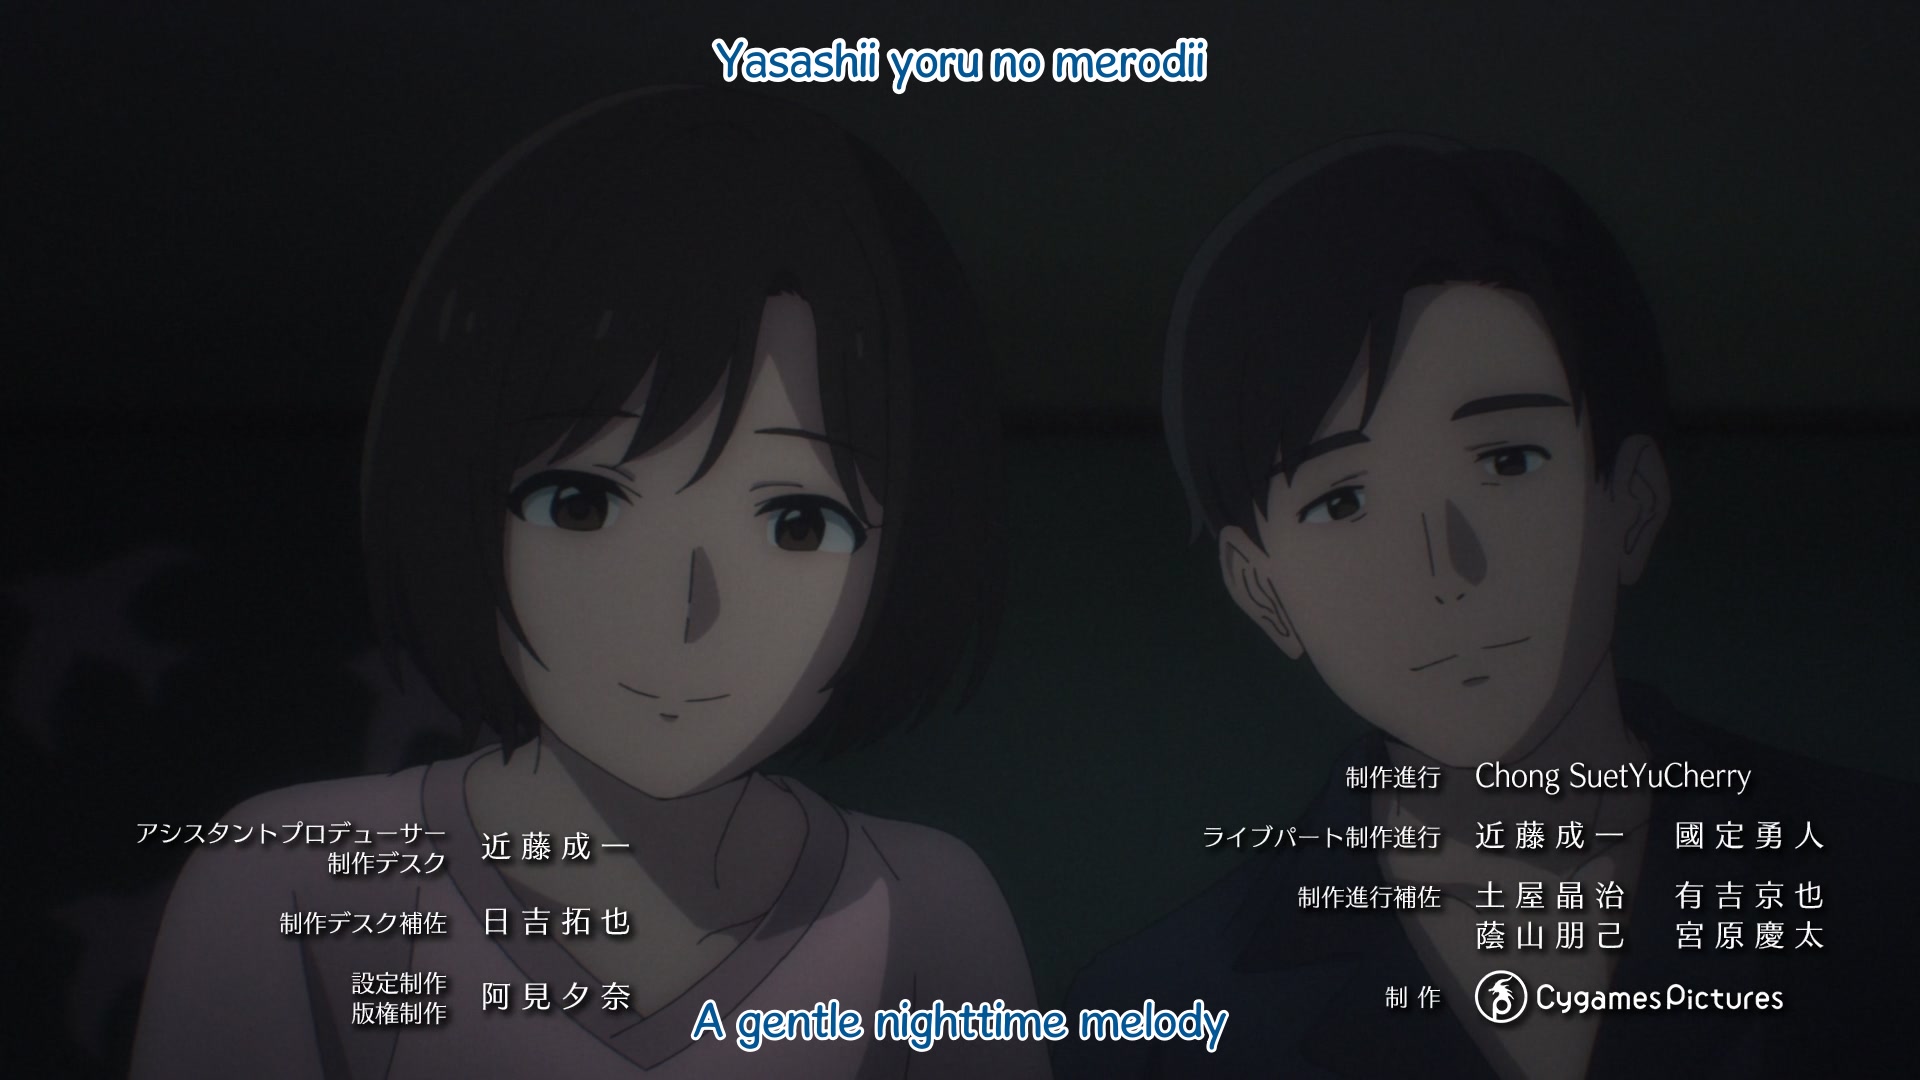 Yasashii yoru no merodii
アシスタントプロデューサー
制作デスク
近藤成一
制作デスク補佐 日吉拓也
設定制作
版権制作
阿見夕奈
制作進行 Chong SuetYuCherry
ライブパート制作進行 近藤成一 國定勇人
制作進行補佐 土屋晶治 有吉京也
蔭山朋己 宮原慶太
制作 CygamesPictures
A gentle nighttime melody